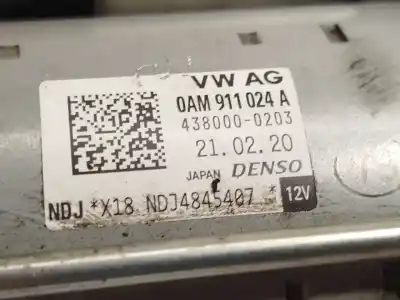 VW AG
0AM 911 024 A
438000-0203
21.02.20
JAPAN DENSO
NDJ *X18 NDJ4845407 * 12V